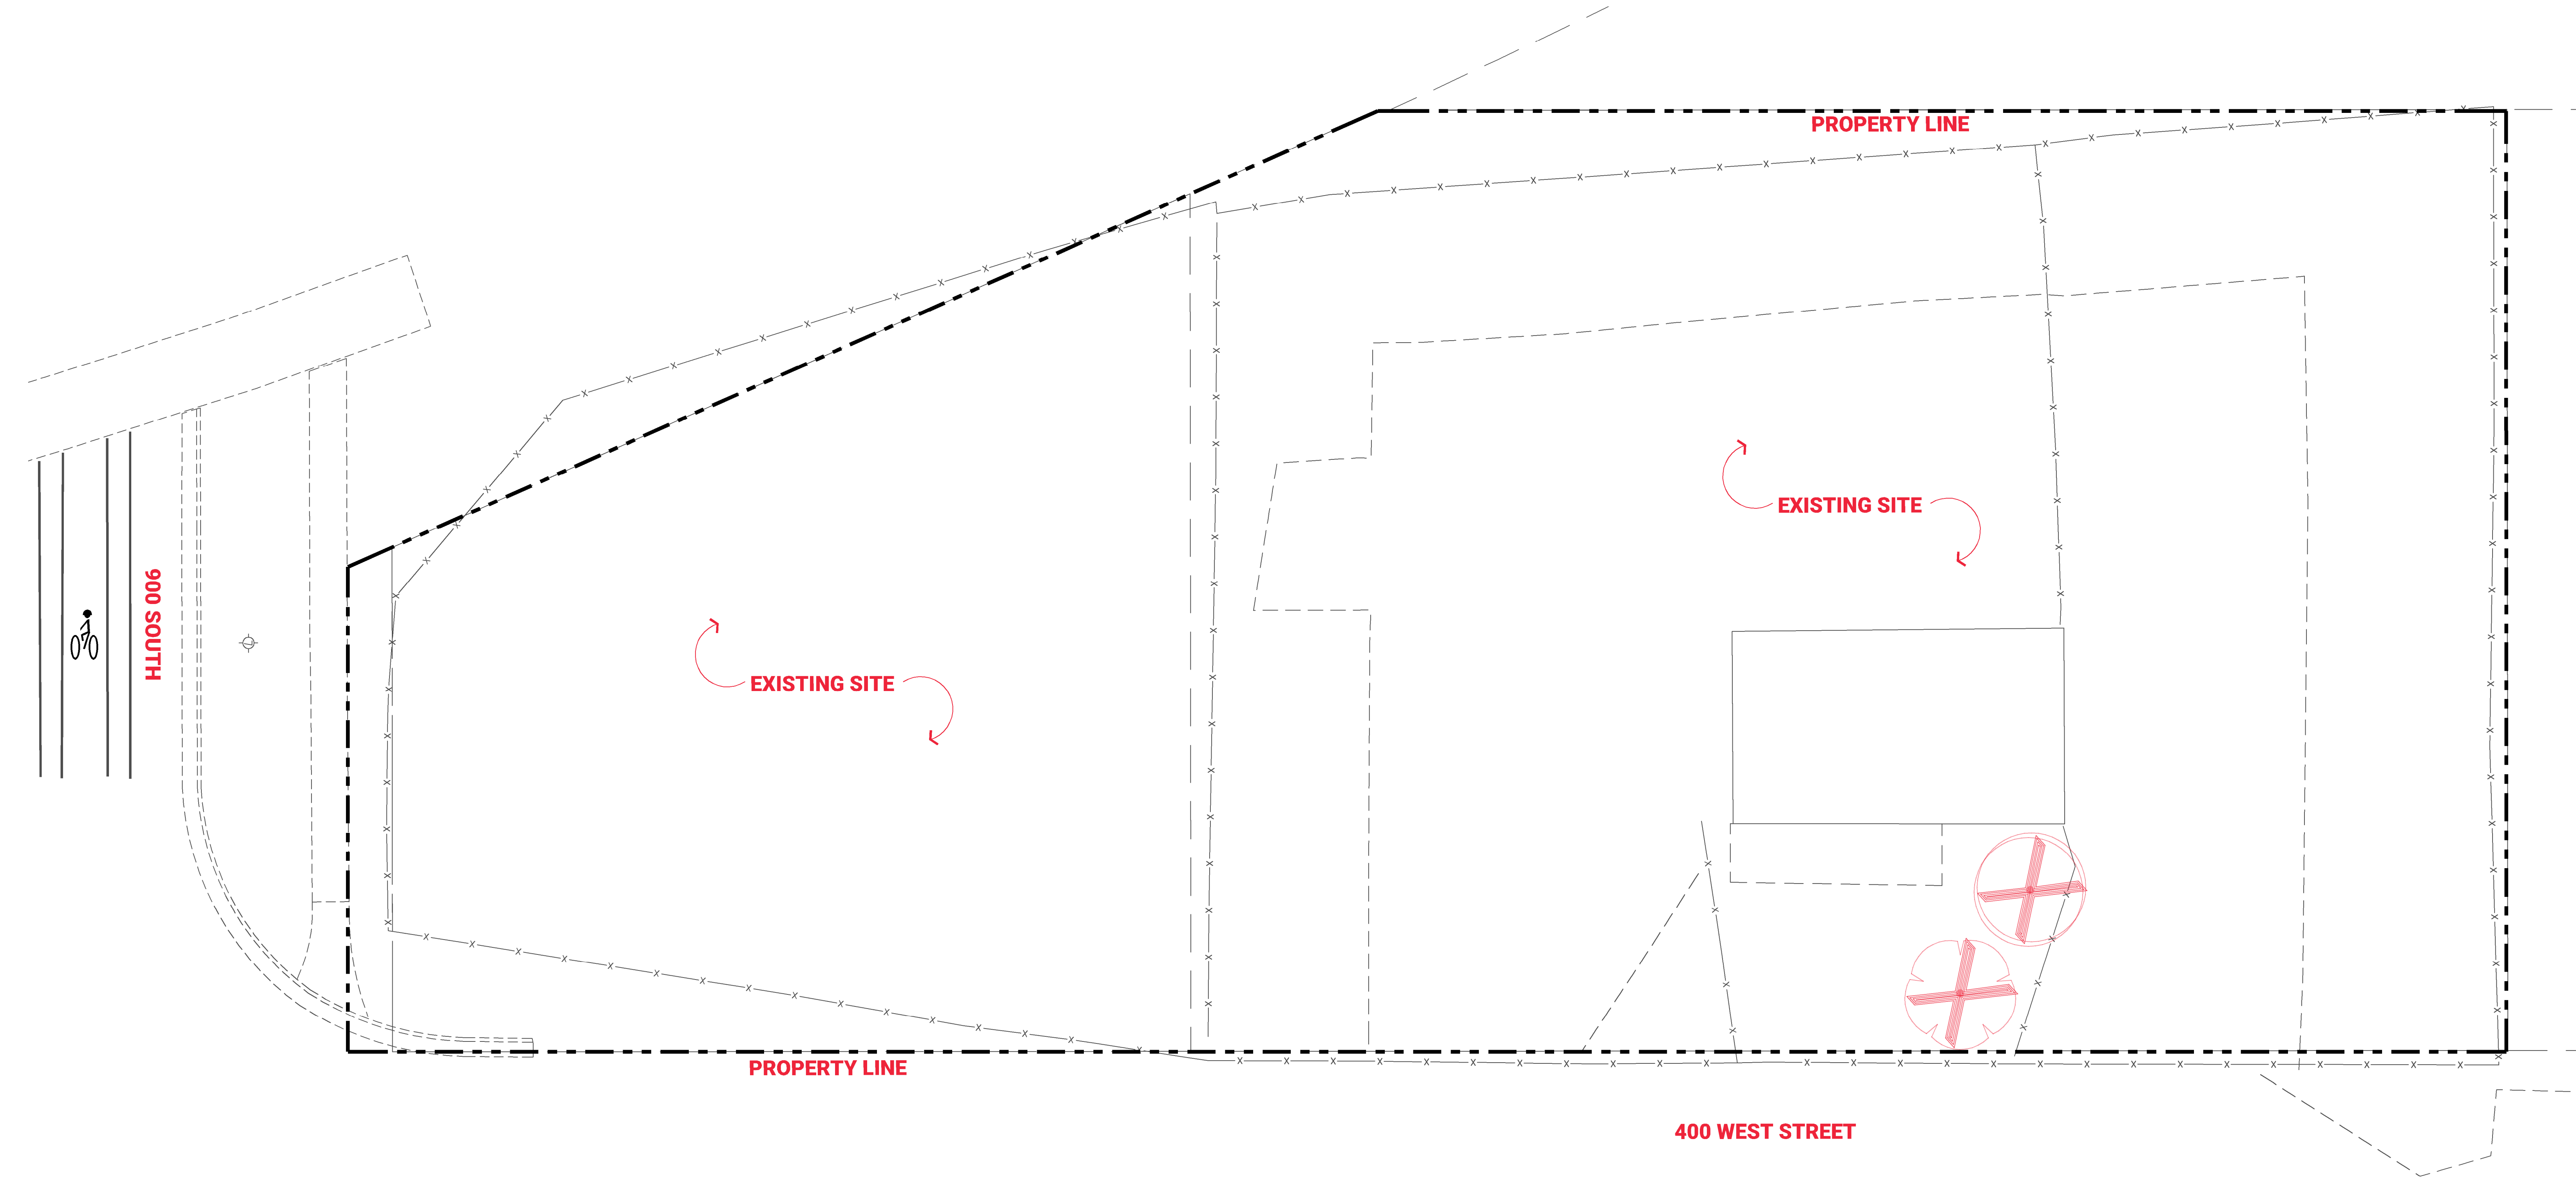 PROPERTY LINE
EXISTING SITE
900 SOUTH
EXISTING SITE
PROPERTY LINE
400 WEST STREET